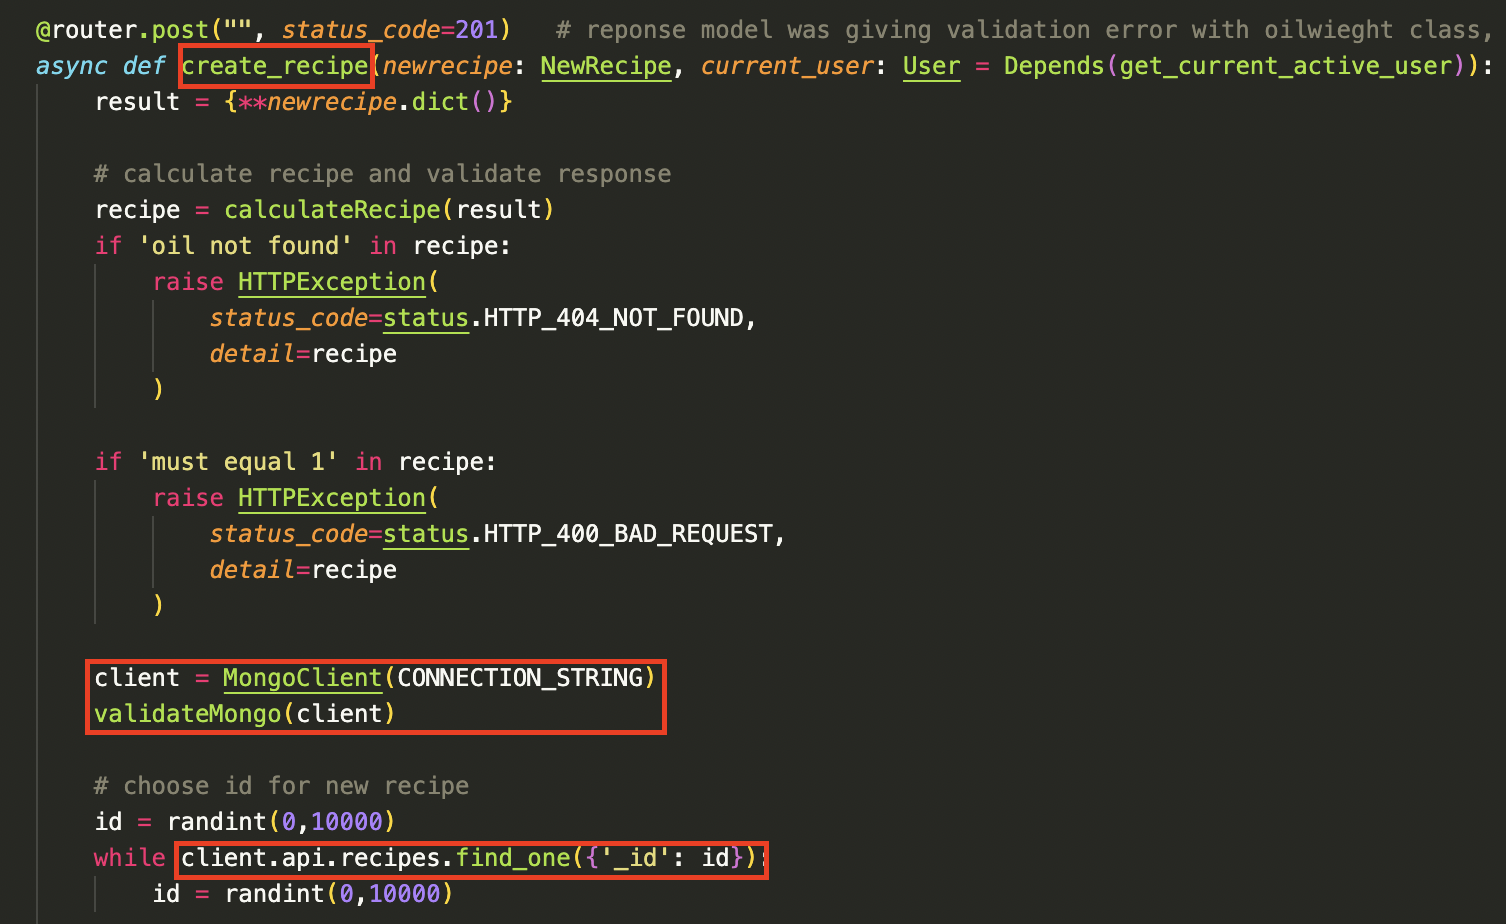 @router.post("", status_code=201)   # reponse model was giving validation error with oilwieght class,
async def create_recipe(newrecipe: NewRecipe, current_user: User = Depends(get_current_active_user)):
    result = {**newrecipe.dict()}
    # calculate recipe and validate response
    recipe = calculateRecipe(result)
    if 'oil not found' in recipe:
        raise HTTPException(
            status_code=status.HTTP_404_NOT_FOUND,
            detail=recipe
        )
    if 'must equal 1' in recipe:
        raise HTTPException(
            status_code=status.HTTP_400_BAD_REQUEST,
            detail=recipe
        )
    client = MongoClient(CONNECTION_STRING)
    validateMongo(client)
    # choose id for new recipe
    id = randint(0,10000)
    while client.api.recipes.find_one({'_id': id}):
        id = randint(0,10000)